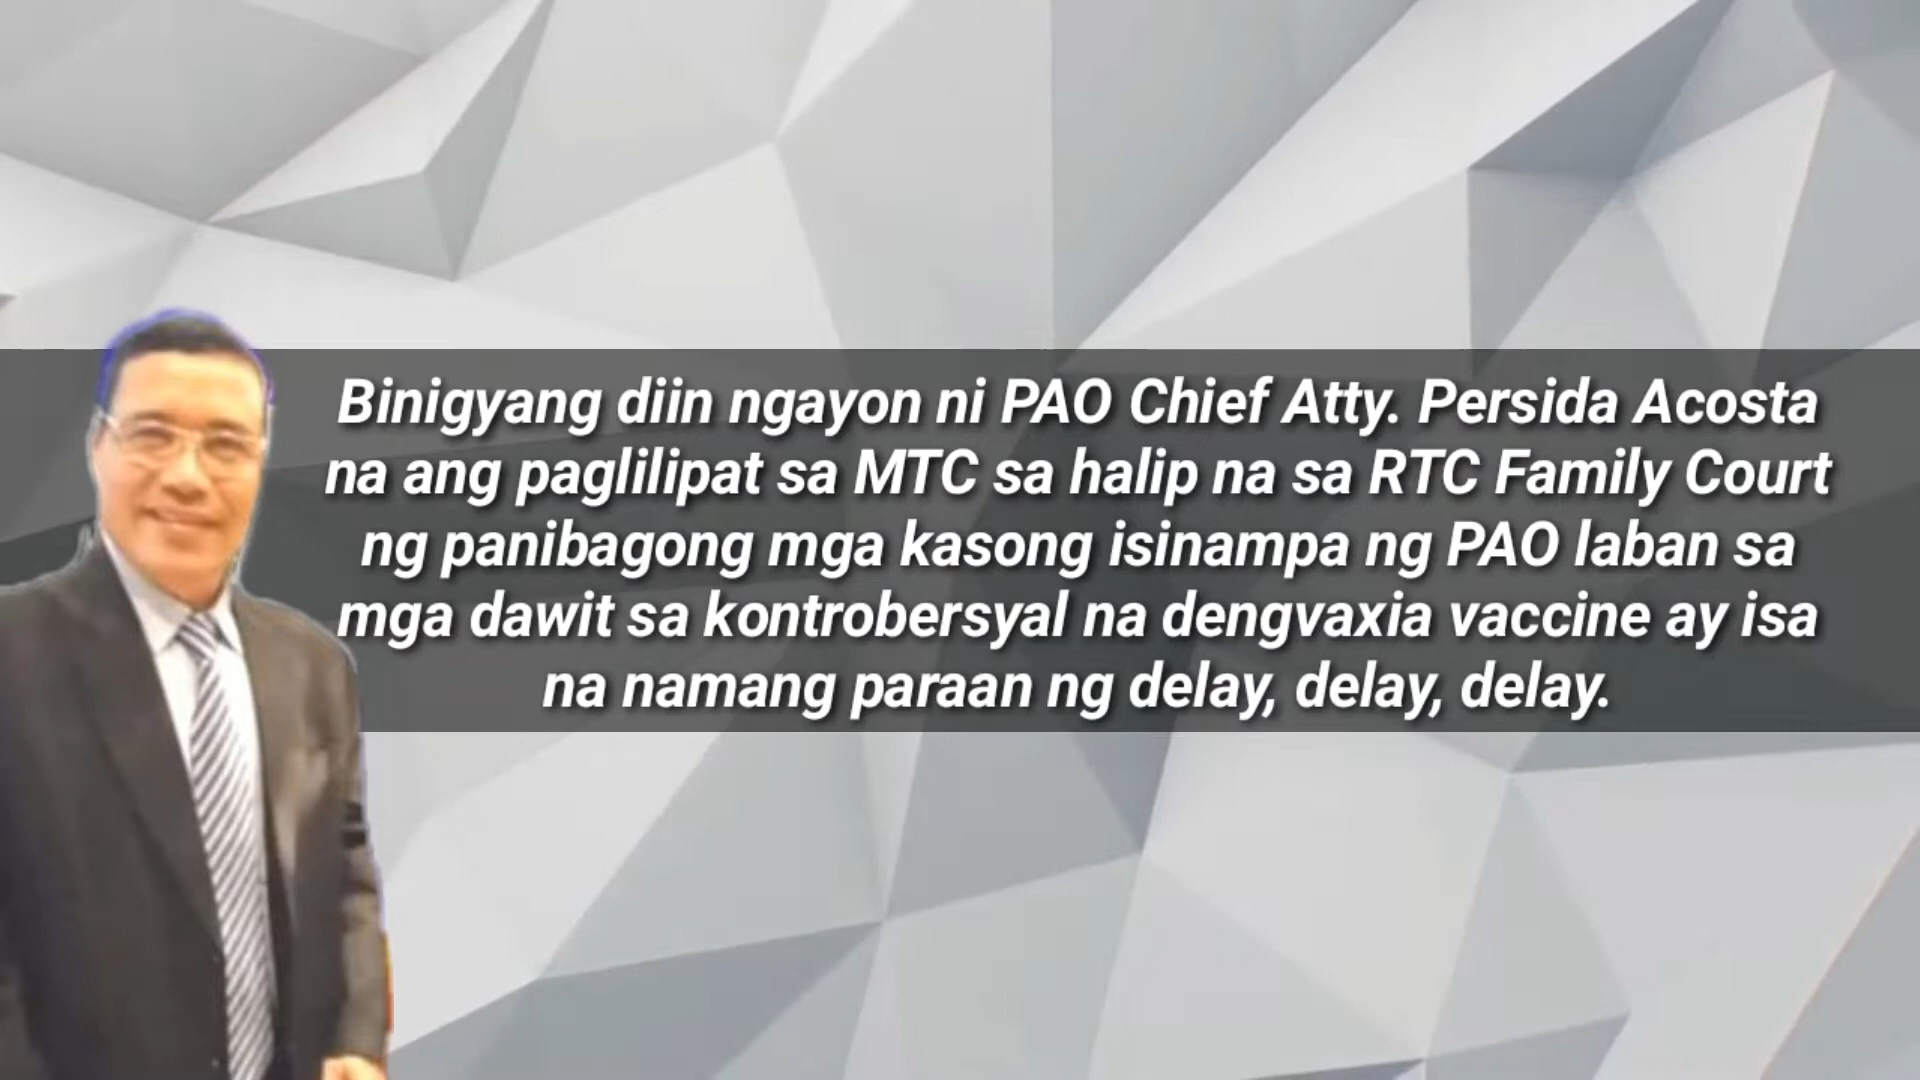 Binigyang diin ngayon ni PAO Chief Atty. Persida Acosta
na ang paglilipat sa MTC sa halip na sa RTC Family Court
ng panibagong mga kasong isinampa ng PAO laban sa
mga dawit sa kontrobersyal na dengvaxia vaccine ay isa
na namang paraan ng delay, delay, delay.